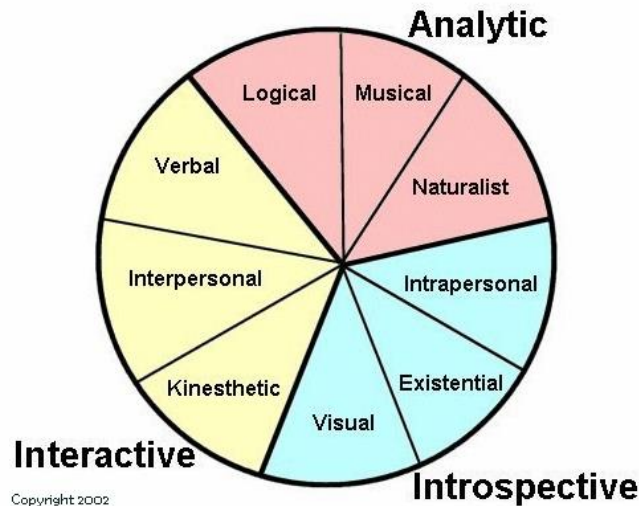 Analytic
Logical
Musical
Verbal
Naturalist
Interpersonal
Intrapersonal
Kinesthetic
Existential
Visual
Interactive
Introspective
Copyright 2002